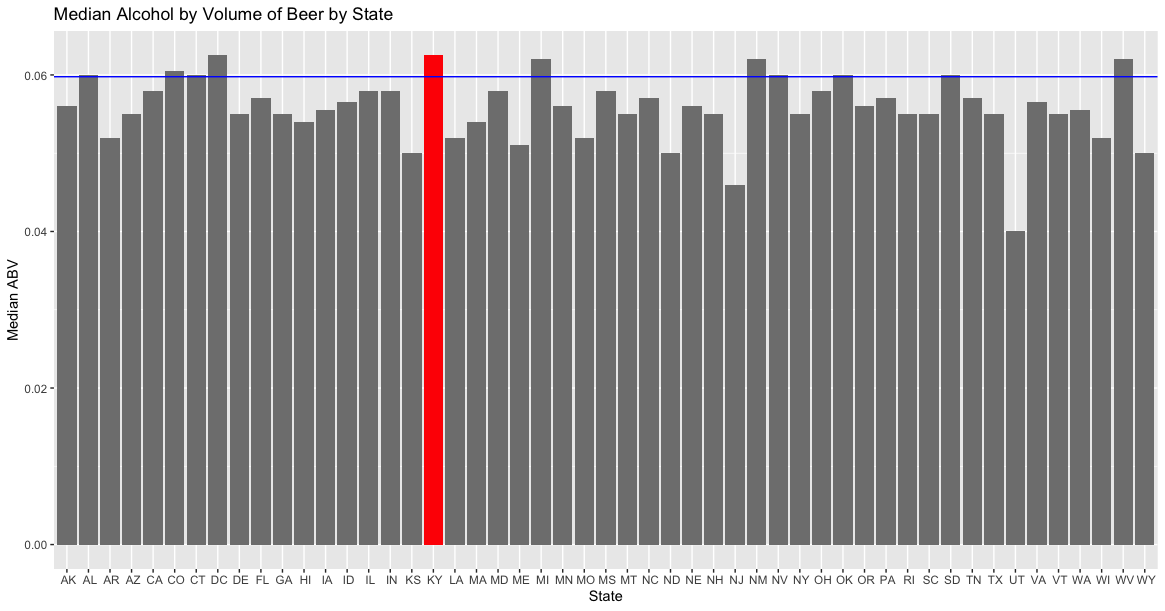 Median Alcohol by Volume of Beer by State
Median ABV
0.06
0.04
0.02
0.00
AK AL AR AZ CA CO CT DC DE FL GA HI IA ID IL IN KS KY LA MA MD ME MI MN MO MS MT NC ND NE NH NJ NM NV NY OH OK OR PA RI SC SD TN TX UT VA VT WA WI WV WY
State